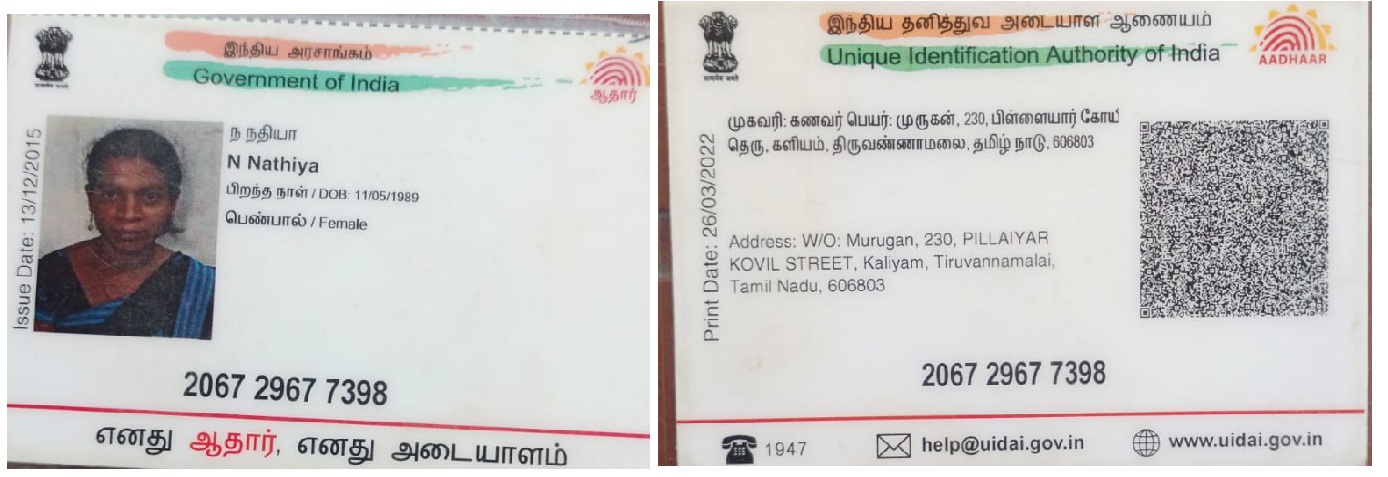 இந்திய அரசாங்கம்
Government of India
ஆதார்
Issue Date: 13/12/2015
ந நதியா
N Nathiya
பிறந்த நாள் / DOB: 11/05/1989
பெண்பால் / Female
2067 2967 7398
எனது ஆதார், எனது அடையாளம்
இந்திய தனித்துவ அடையாள ஆணையம்
Unique Identification Authority of India
AADHAAR
Print Date: 26/03/2022
முகவரி: கணவர் பெயர்: முருகன், 230, பிள்ளையார் கோயி
தெரு, களியம், திருவண்ணாமலை, தமிழ் நாடு, 606803
Address: W/O: Murugan, 230, PILLAIYAR
KOVIL STREET, Kaliyam, Tiruvannamalai,
Tamil Nadu, 606803
2067 2967 7398
1947
help@uidai.gov.in
www.uidai.gov.in